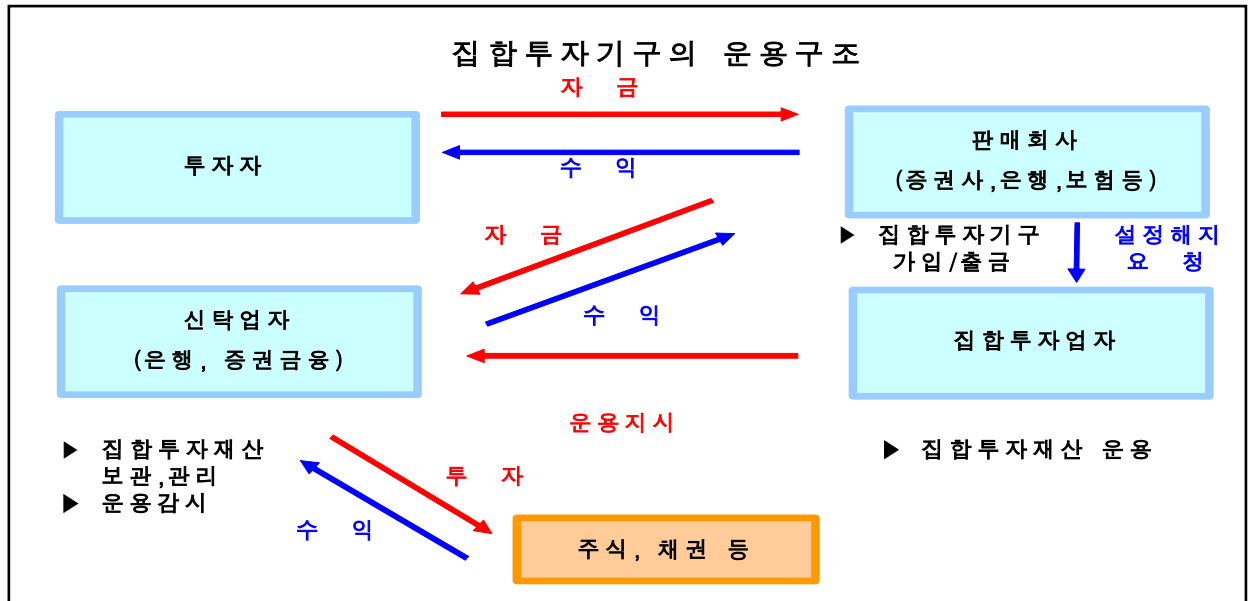 집합투자기구의 운용구조
자 금
투자자
수 익
판매회사
(증권사,은행,보험등)
자 금
▶ 집합투자기구
가입/출금
설정해지
요 청
수 익
신탁업자
(은행, 증권금융)
집합투자업자
운용지시
▶ 집합투자재산
보관,관리
▶ 운용감시
▶ 집합투자재산 운용
투 자
수 익
주식, 채권 등